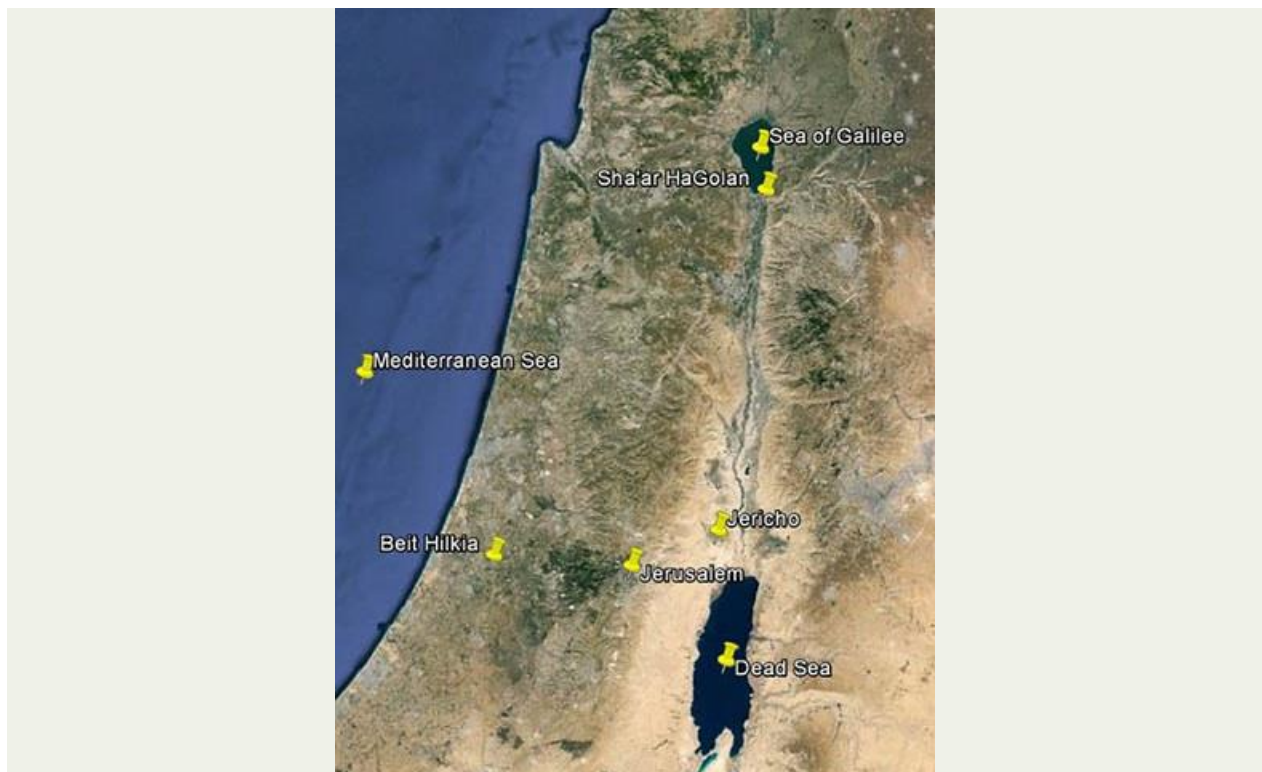 Sea of Galilee
Sha'ar HaGolan
Mediterranean Sea
Jericho
Beit Hilkia
Jerusalem
Dead Sea